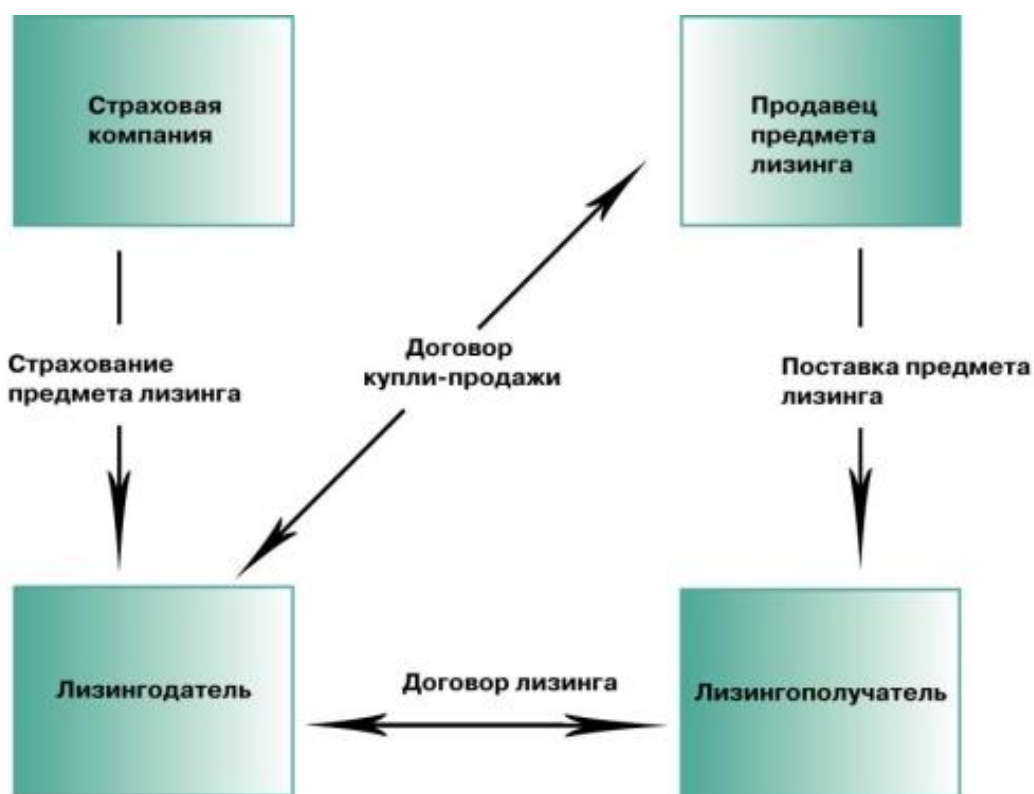 Страховая
компания
Продавец
предмета
лизинга
Страхование
предмета лизинга
Договор
купли-продажи
Поставка предмета
лизинга
Лизингодатель
Договор лизинга
Лизингополучатель